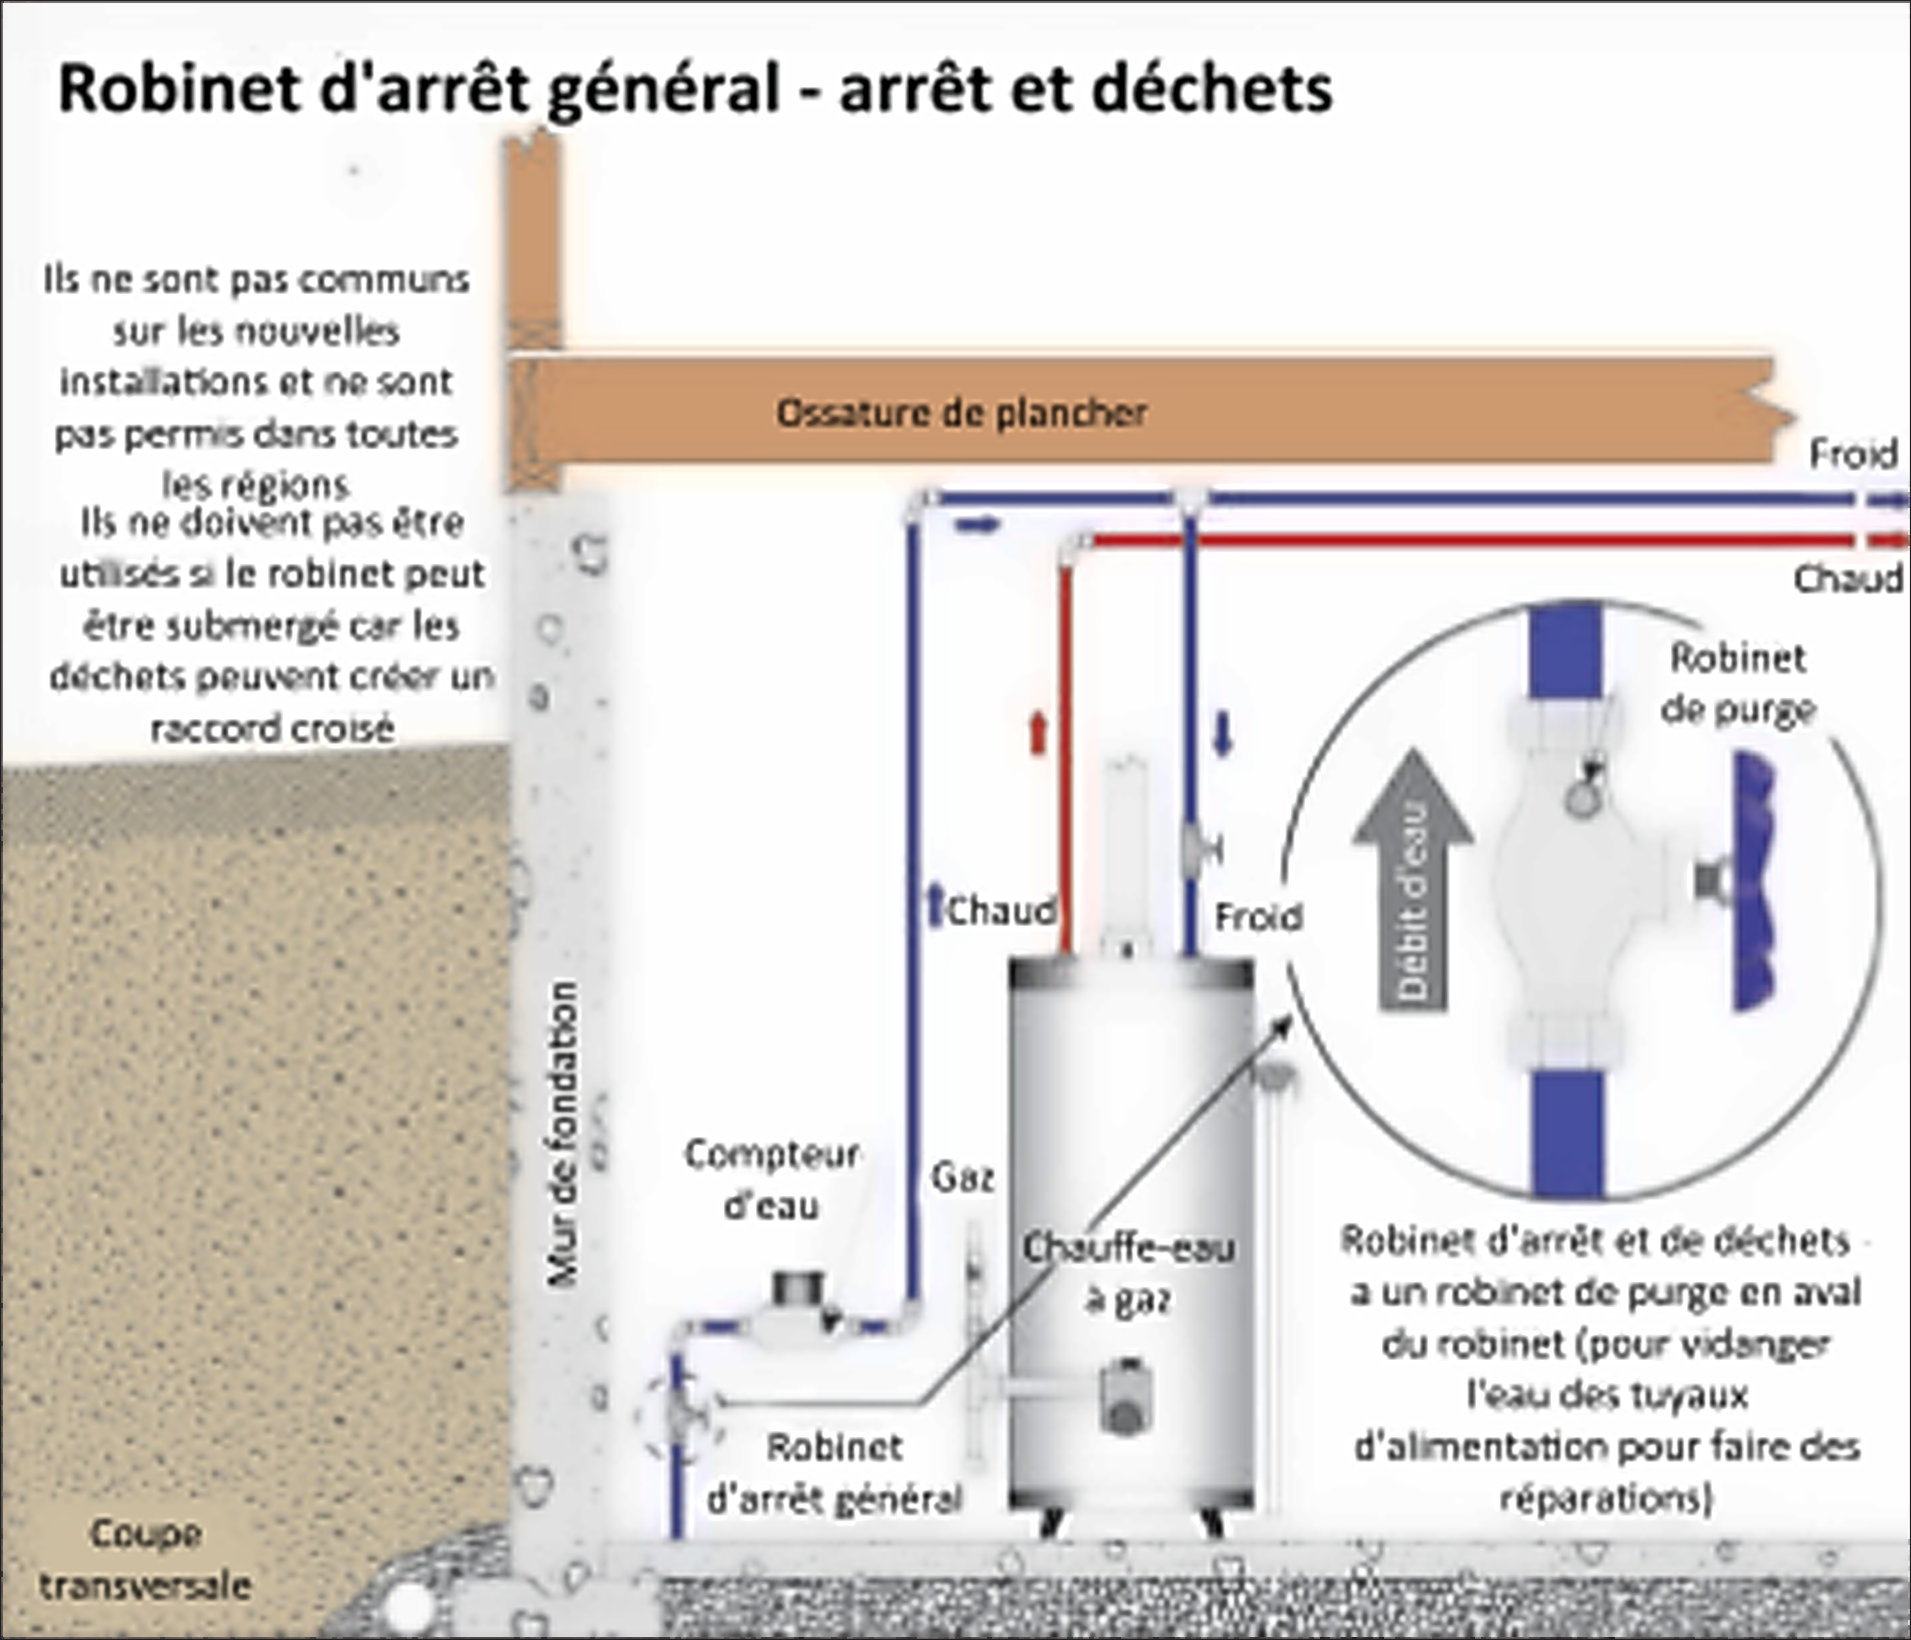 Robinet d'arrêt général - arrêt et déchets
Ils ne sont pas communs
sur les nouvelles
installations et ne sont
pas permis dans toutes
les régions
Ils ne doivent pas être
utilisés si le robinet peut
être submergé car les
déchets peuvent créer un
raccord croisé
Ossature de plancher
Froid
Chaud
Robinet
de purge
Débit d'eau
Chaud
Froid
Mur de fondation
Compteur
d'eau
Gaz
Chauffe-eau
à gaz
Robinet
d'arrêt général
Robinet d'arrêt et de déchets -
a un robinet de purge en aval
du robinet (pour vidanger
l'eau des tuyaux
d'alimentation pour faire des
réparations)
Coupe
transversale